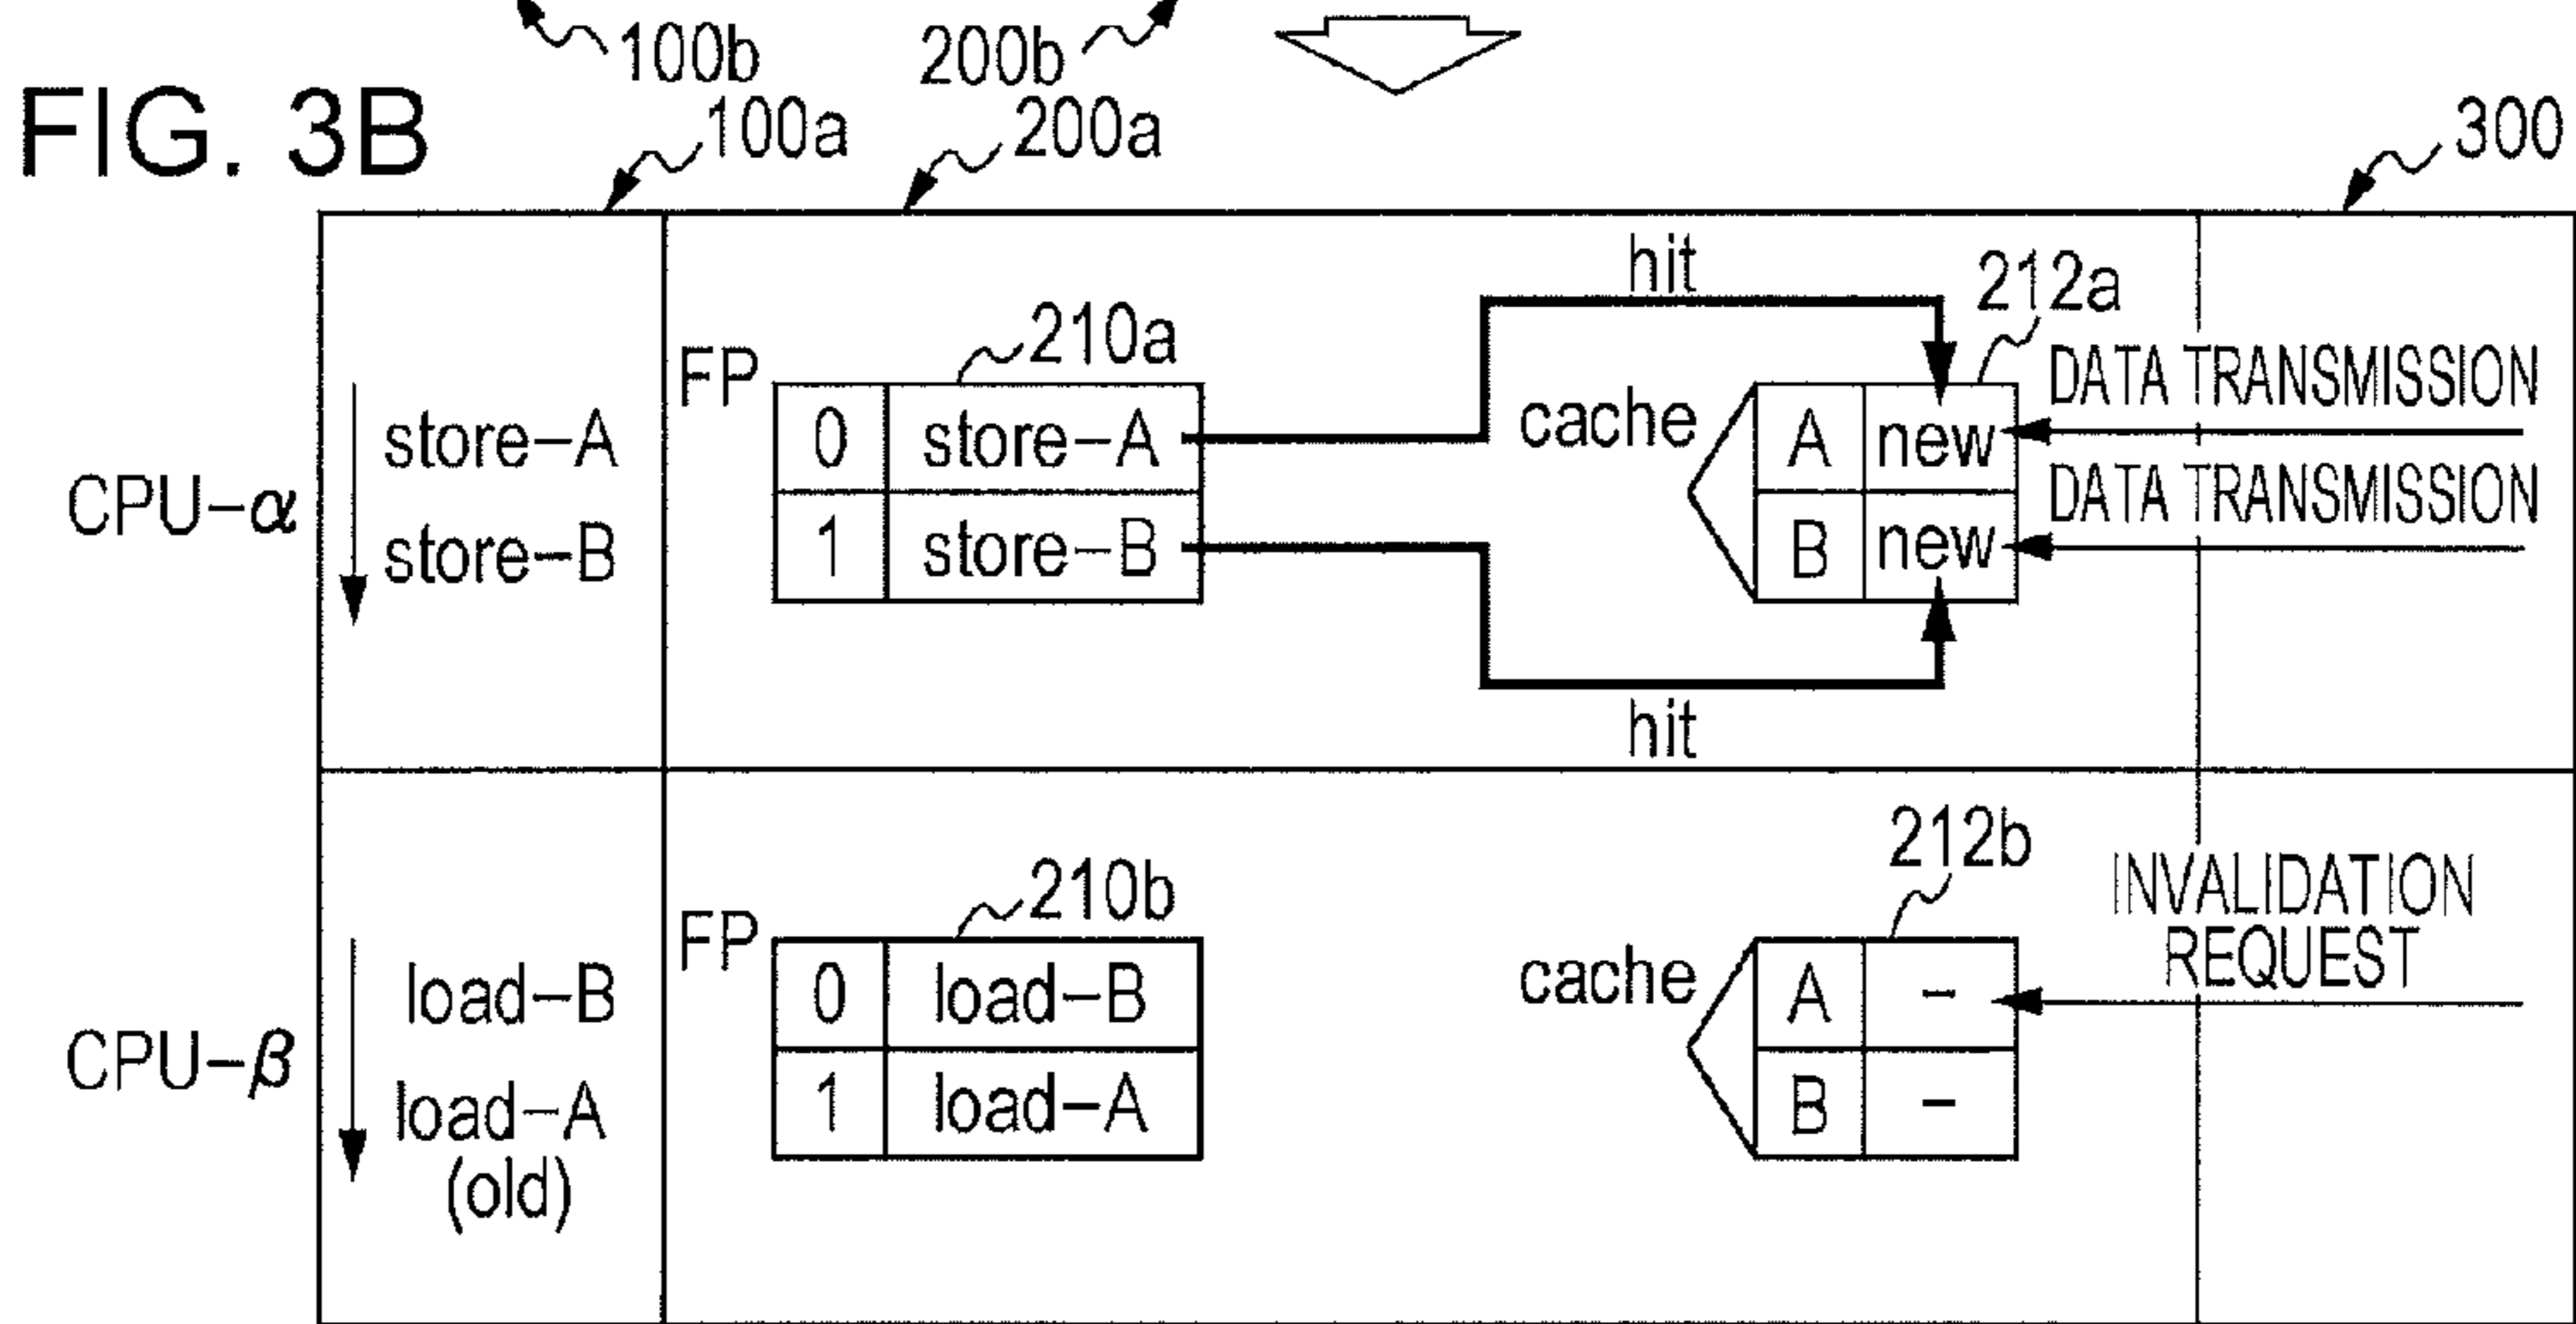 100b 200b
FIG. 3B 100a 200a 300
hit
212a
210a
FP
DATA TRANSMISSION
store-A 0 store-A cache A new
DATA TRANSMISSION
CPU-α
store-B 1 store-B B new
hit
212b
210b
INVALIDATION
FP
REQUEST
load-B 0 load-B cache A -
CPU-β
load-A 1 load-A B -
(old)